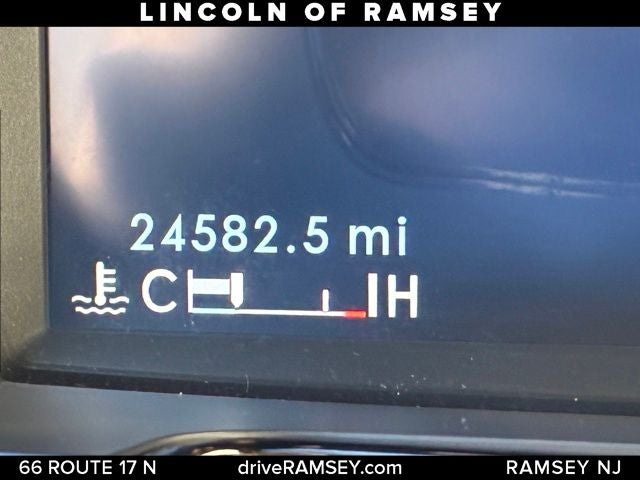 LINCOLN OF RAMSEY
24582.5 mi
C H
66 ROUTE 17 N driveRAMSEY.com RAMSEY NJ